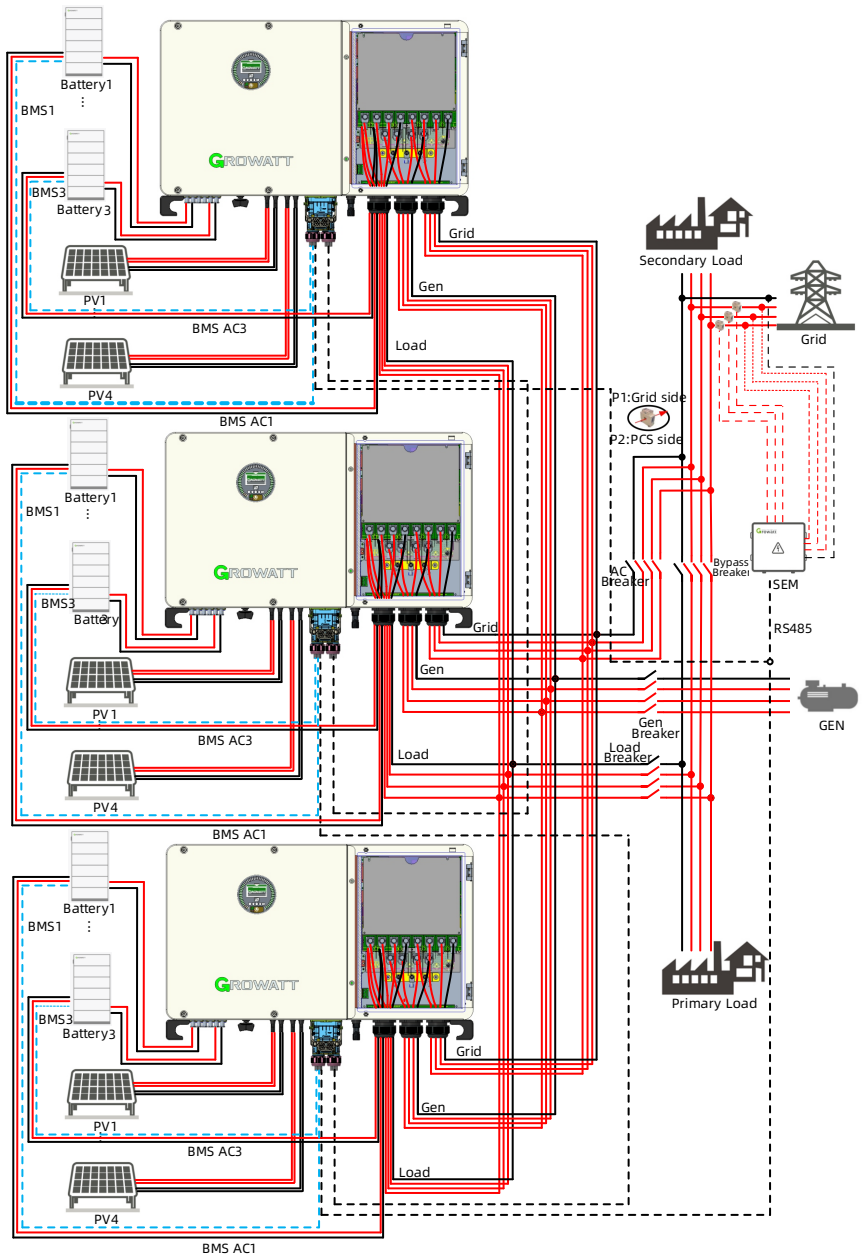 Battery1
BMS1
BMS3
Battery3
PV1
BMS AC3
PV4
BMS AC1
GROWATT
Grid
Gen
Load
Secondary Load
Grid
P1:Grid side
P2:PCS side
Battery1
BMS1
BMS3
Battery
3
PV1
BMS AC3
PV4
BMS AC1
GROWATT
Grid
Gen
Load
AC
Breaker
Bypass
Breaker
Growatt
SEM
RS485
Gen
Breaker
GEN
Load
Breaker
Battery1
BMS1
BMS3
Battery3
PV1
BMS AC3
PV4
BMS AC1
GROWATT
Grid
Gen
Load
Primary Load